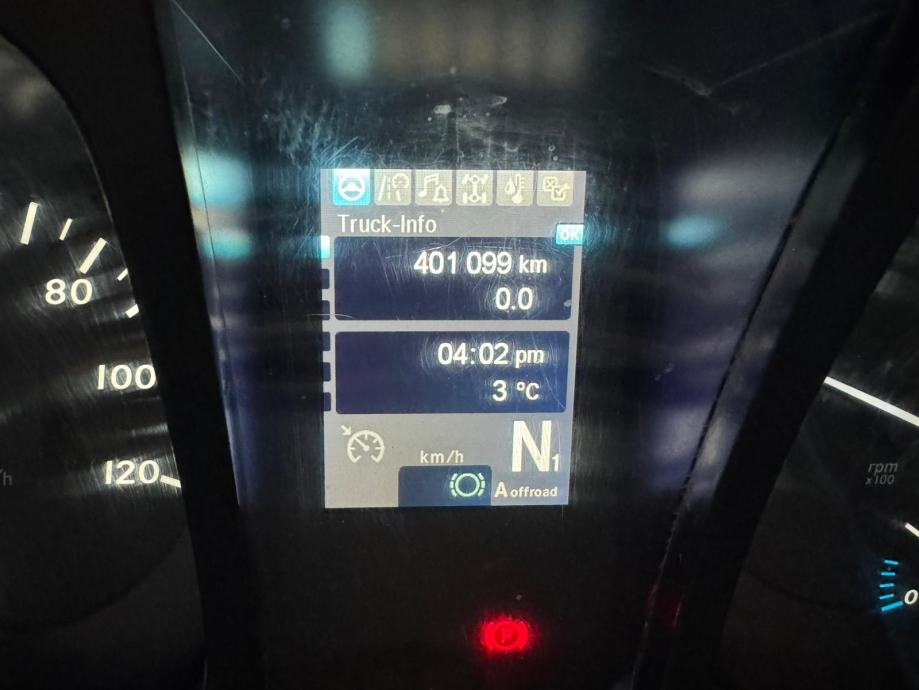 Truck-Info
OK
401 099 km
0.0
04:02 pm
3 °C
N1
km/h
A offroad
80
100
120
/h
rpm
x100
0
P